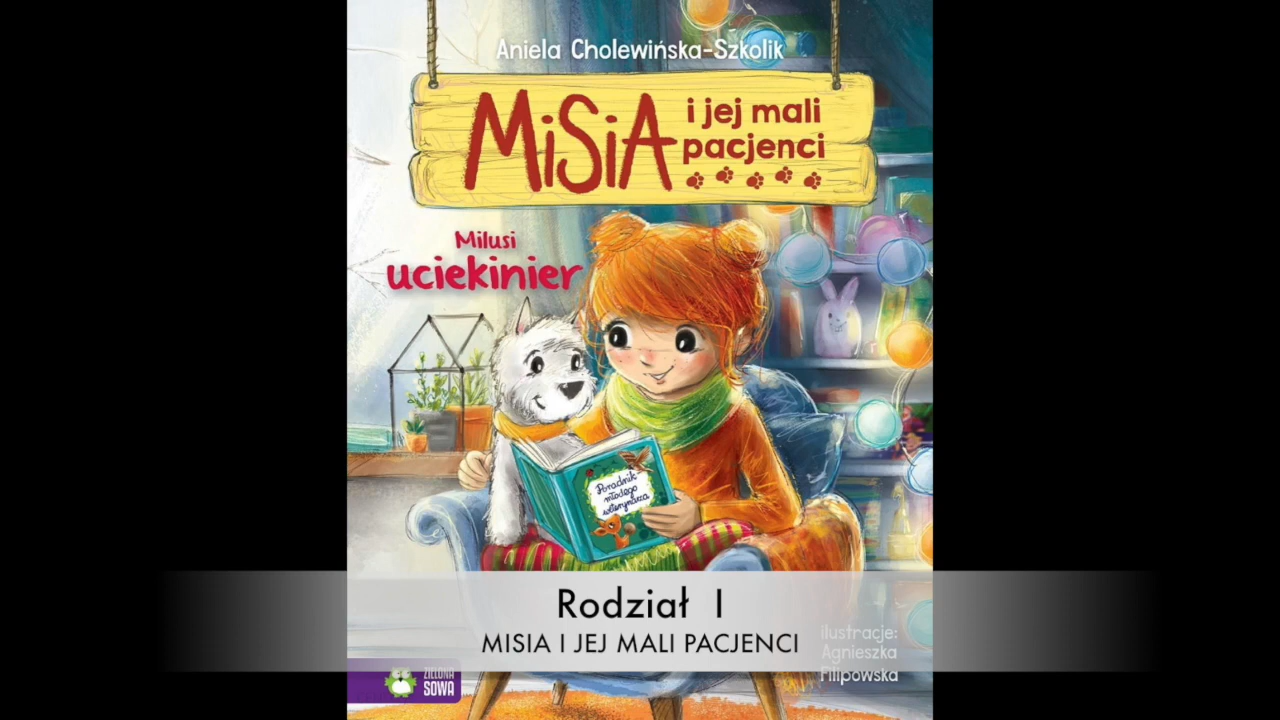 Aniela Cholewińska-Szkolik
MiSiA
i jej mali
pacjenci
Milusi
uciekinier
Poradnik
młodego
weterynarza
Rodział I
MISIA I JEJ MALI PACJENCI
ilustracje:
Agnieszka
Filipowska
ZIELONA
SOWA